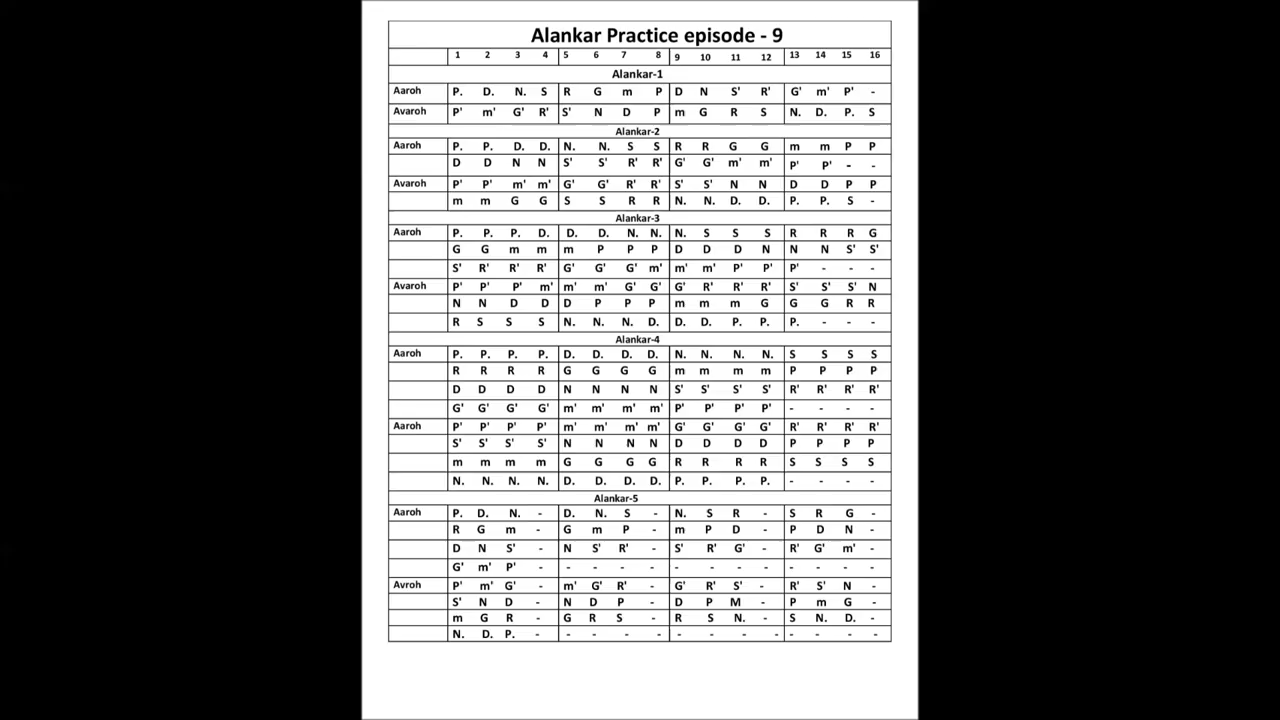 Alankar Practice episode - 9
1 2 3 4 5 6 7 8 9 10 11 12 13 14 15 16
Alankar-1
Aaroh P. D. N. S R G m P D N S' R' G' m' P' -
Avaroh P' m' G' R' S' N D P m G R S N. D. P. S
Alankar-2
Aaroh P. P. D. D. N. N. S S R R G G m m P P
D D N N S' S' R' R' G' G' m' m' P' P' - -
Avaroh P' P' m' m' G' G' R' R' S' S' N N D D P P
m m G G S S R R N. N. D. D. P. P. S -
Alankar-3
Aaroh P. P. P. D. D. D. N. N. N. S S S R R R G
G G m m m P P P D D D N N N S' S'
S' R' R' R' G' G' G' m' m' m' P' P' P' - - -
Avaroh P' P' P' m' m' m' G' G' G' R' R' R' S' S' S' N
N N D D D P P P m m m G G G R R
R S S S N. N. N. D. D. D. P. P. P. - - -
Alankar-4
Aaroh P. P. P. P. D. D. D. D. N. N. N. N. S S S S
R R R R G G G G m m m m P P P P
D D D D N N N N S' S' S' S' R' R' R' R'
G' G' G' G' m' m' m' m' P' P' P' P' - - - -
Aaroh P' P' P' P' m' m' m' m' G' G' G' G' R' R' R' R'
S' S' S' S' N N N N D D D D P P P P
m m m m G G G G R R R R S S S S
N. N. N. N. D. D. D. D. P. P. P. P. - - - -
Alankar-5
Aaroh P. D. N. - D. N. S - N. S R - S R G -
R G m - G m P - m P D - P D N -
D N S' - N S' R' - S' R' G' - R' G' m' -
G' m' P' - - - - - - - - - - - - -
Avroh P' m' G' - m' G' R' - G' R' S' - R' S' N -
S' N D - N D P - D P M - P m G -
m G R - G R S - R S N. - S N. D. -
N. D. P. - - - - - - - - - - - - -